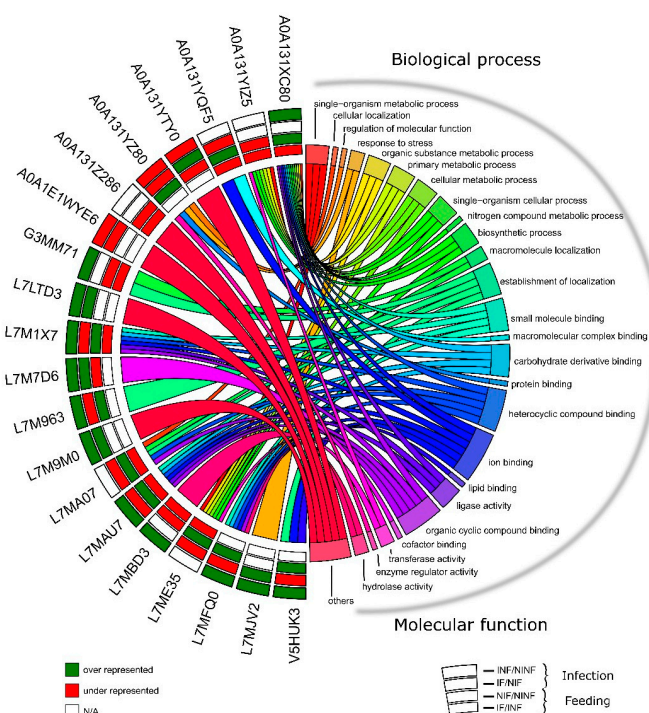 Biological process
A0A131XC80
A0A131YIZ5
A0A131YQF5
A0A131YTY0
A0A131YZ80
A0A131Z286
A0A1E1WYE6
G3MM71
L7LTD3
L7M1X7
L7M7D6
L7M963
L7M9M0
L7MA07
L7MAU7
L7MBD3
L7ME35
L7MFQ0
L7MJV2
V5HUK3
single-organism metabolic process
cellular localization
regulation of molecular function
response to stress
organic substance metabolic process
primary metabolic process
cellular metabolic process
single-organism cellular process
nitrogen compound metabolic process
biosynthetic process
macromolecule localization
establishment of localization
small molecule binding
macromolecular complex binding
carbohydrate derivative binding
protein binding
heterocyclic compound binding
ion binding
lipid binding
ligase activity
organic cyclic compound binding
cofactor binding
transferase activity
enzyme regulator activity
hydrolase activity
others
Molecular function
over represented
under represented
N/A
INF/NINF
IF/NIF
NIF/NINF
IF/INF
Infection
Feeding